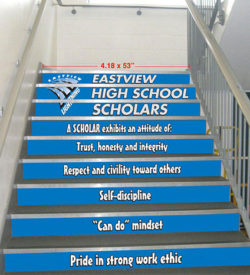 4.18 x 53"
EASTVIEW
EASTVIEW
HIGH SCHOOL
SCHOLARS
A SCHOLAR exhibits an attitude of:
Trust, honesty and integrity
Respect and civility toward others
Self-discipline
"Can do" mindset
Pride in strong work ethic